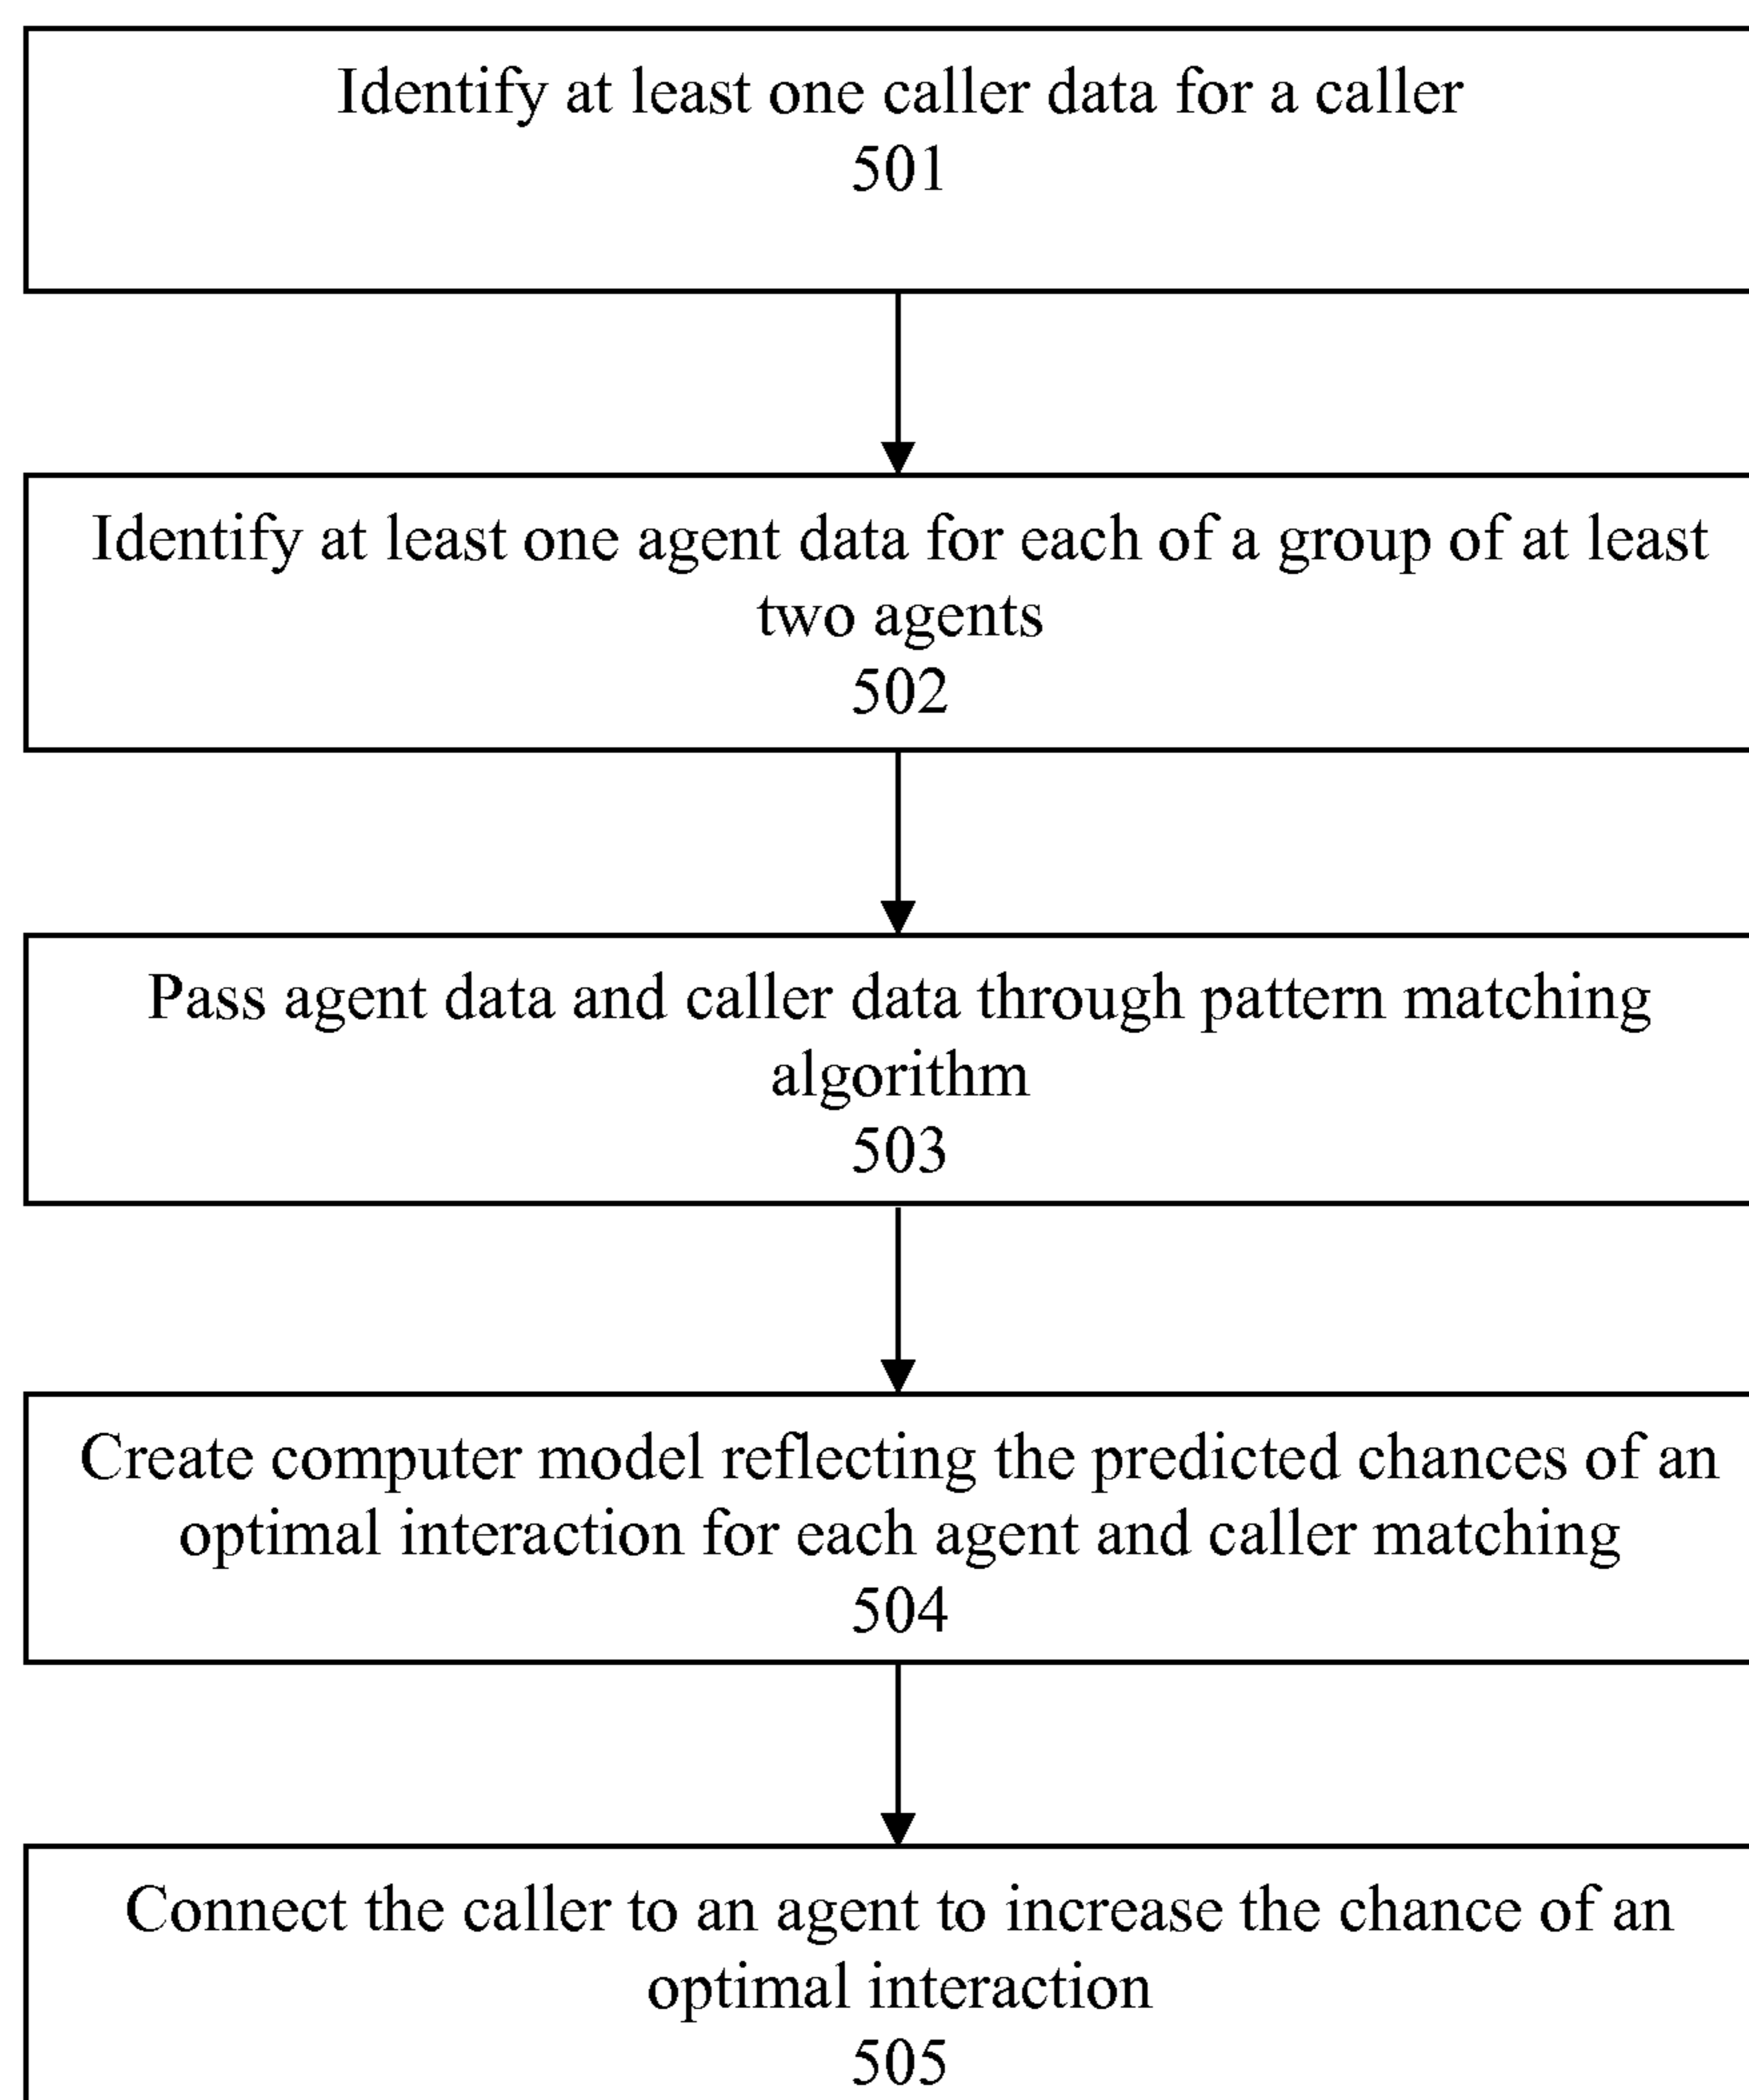 Identify at least one caller data for a caller
501
Identify at least one agent data for each of a group of at least
two agents
502
Pass agent data and caller data through pattern matching
algorithm
503
Create computer model reflecting the predicted chances of an
optimal interaction for each agent and caller matching
504
Connect the caller to an agent to increase the chance of an
optimal interaction
505